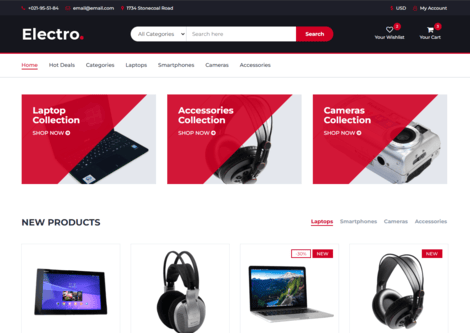 +021-95-51-84 email@email.com 1734 Stonecoal Road USD My Account
Electro. All Categories Search here Search Your Wishlist Your Cart
Home Hot Deals Categories Laptops Smartphones Cameras Accessories
Laptop
Collection
SHOP NOW
Accessories
Collection
SHOP NOW
Cameras
Collection
SHOP NOW
NEW PRODUCTS Laptops Smartphones Cameras Accessories
-30% NEW NEW